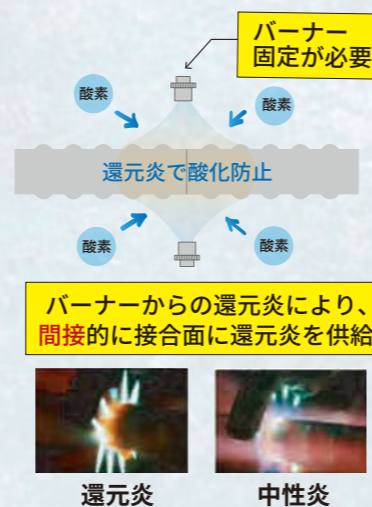 バーナー
固定が必要
酸素
酸素
還元炎で酸化防止
酸素
酸素
バーナーからの還元炎により、
間接的に接合面に還元炎を供給
還元炎
中性炎